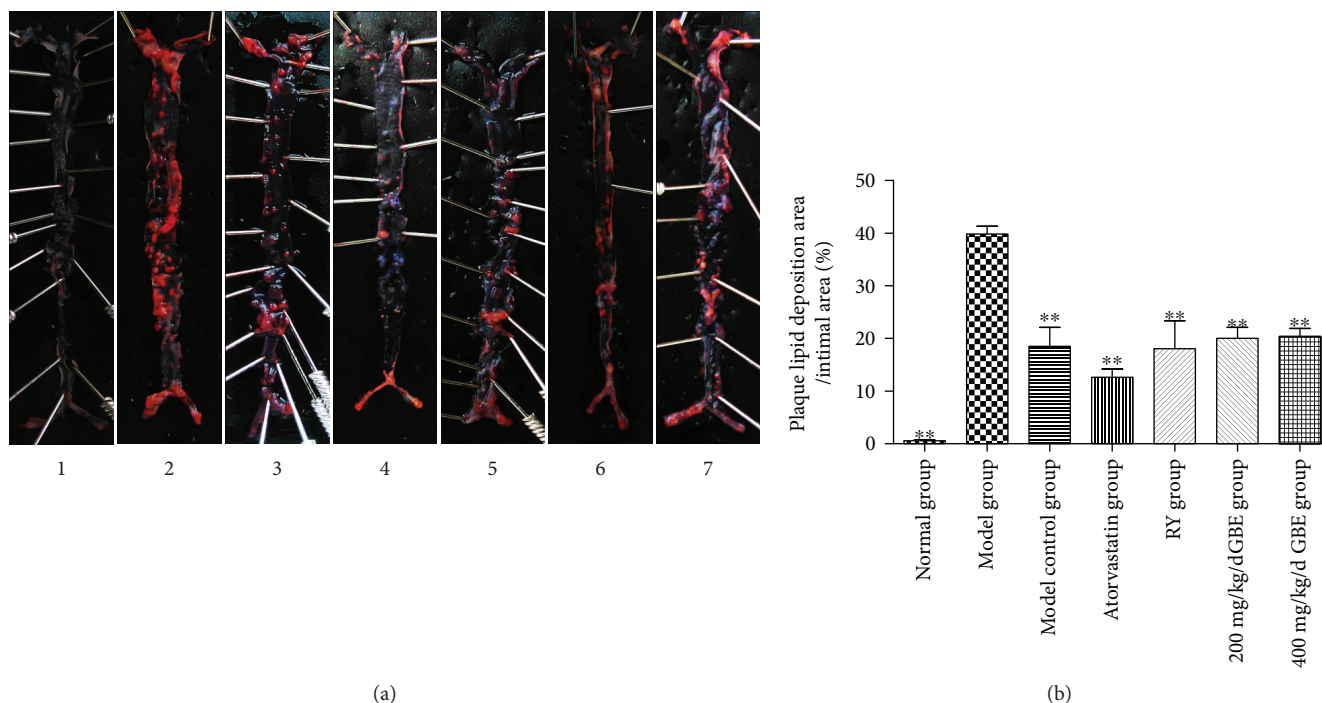 1 2 3 4 5 6 7
(a)
Plaque lipid deposition area
/intimal area (%)
50
40
30
20
10
0
**
**
**
**
**
**
Normal group
Model group
Model control group
Atorvastatin group
RY group
200 mg/kg/dGBE group
400 mg/kg/d GBE group
(b)